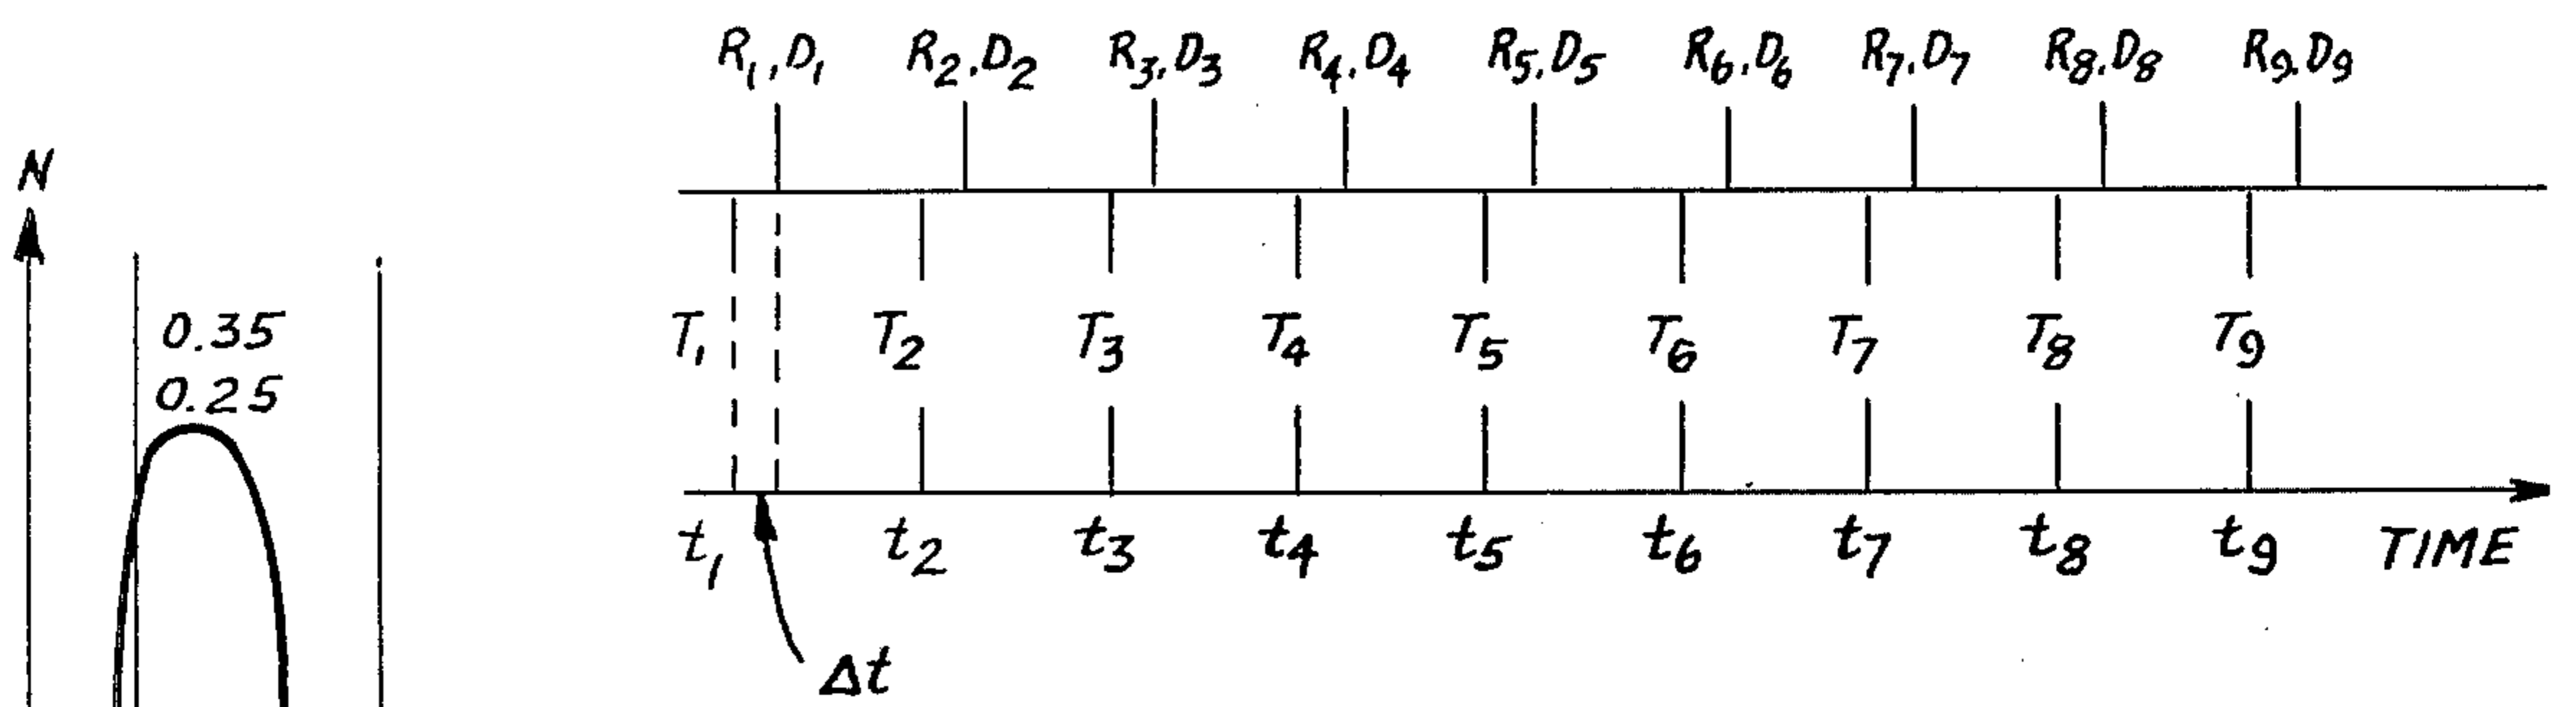 R₁,D₁ R₂,D₂ R₃,D₃ R₄,D₄ R₅,D₅ R₆,D₆ R₇,D₇ R₈,D₈ R₉,D₉
N
0.35
0.25
T₁ T₂ T₃ T₄ T₅ T₆ T₇ T₈ T₉
t₁ t₂ t₃ t₄ t₅ t₆ t₇ t₈ t₉ TIME
Δt